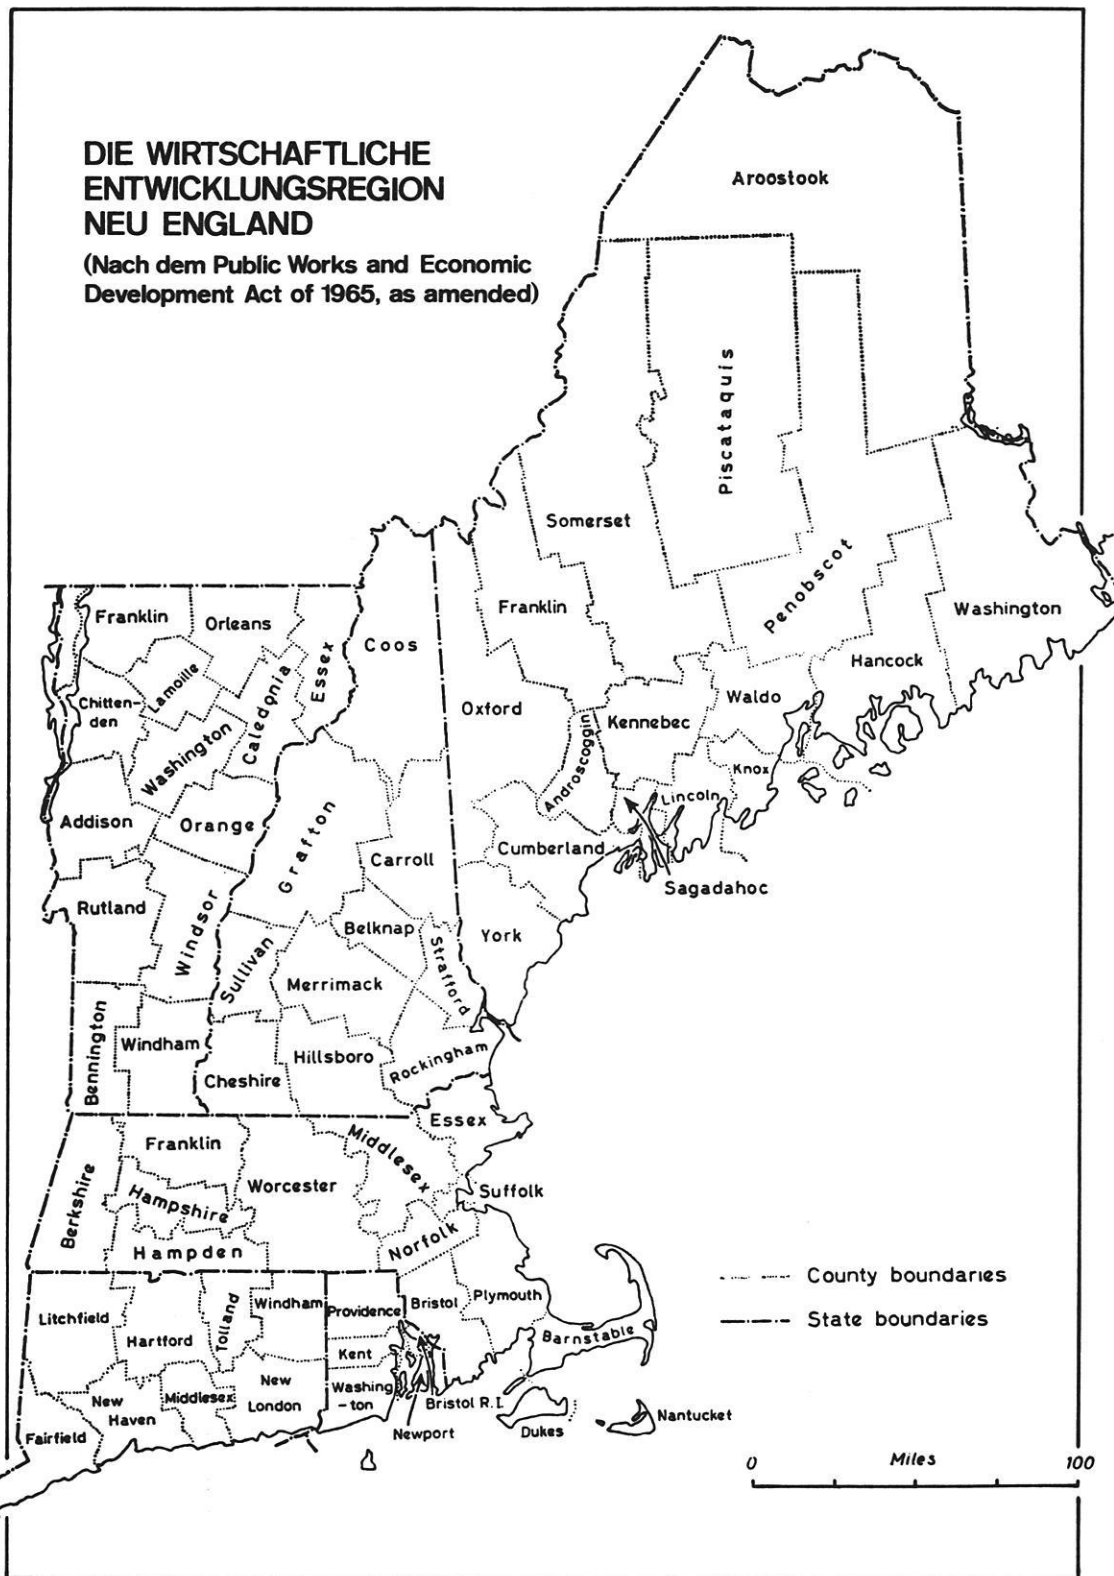 DIE WIRTSCHAFTLICHE
ENTWICKLUNGSREGION
NEU ENGLAND
(Nach dem Public Works and Economic
Development Act of 1965, as amended)
Aroostook
Piscataquis
Somerset
Penobscot
Franklin
Washington
Hancock
Waldo
Oxford
Kennebec
Androscoggin
Knox
Lincoln
Cumberland
Sagadahoc
York
Coos
Grafton
Carroll
Belknap
Strafford
Sullivan
Merrimack
Hillsboro
Rockingham
Cheshire
Franklin
Orleans
Essex
Lamoille
Caledonia
Chitten-
den
Washington
Addison
Orange
Rutland
Windsor
Bennington
Windham
Essex
Middlesex
Franklin
Worcester
Suffolk
Berkshire
Hampshire
Norfolk
Hampden
Bristol
Plymouth
Barnstable
Dukes
Nantucket
Litchfield
Hartford
Tolland
Windham
New
Haven
Middlesex
New
London
Fairfield
Providence
Kent
Washing
-ton
Bristol R.I.
Newport
County boundaries
State boundaries
0 Miles 100